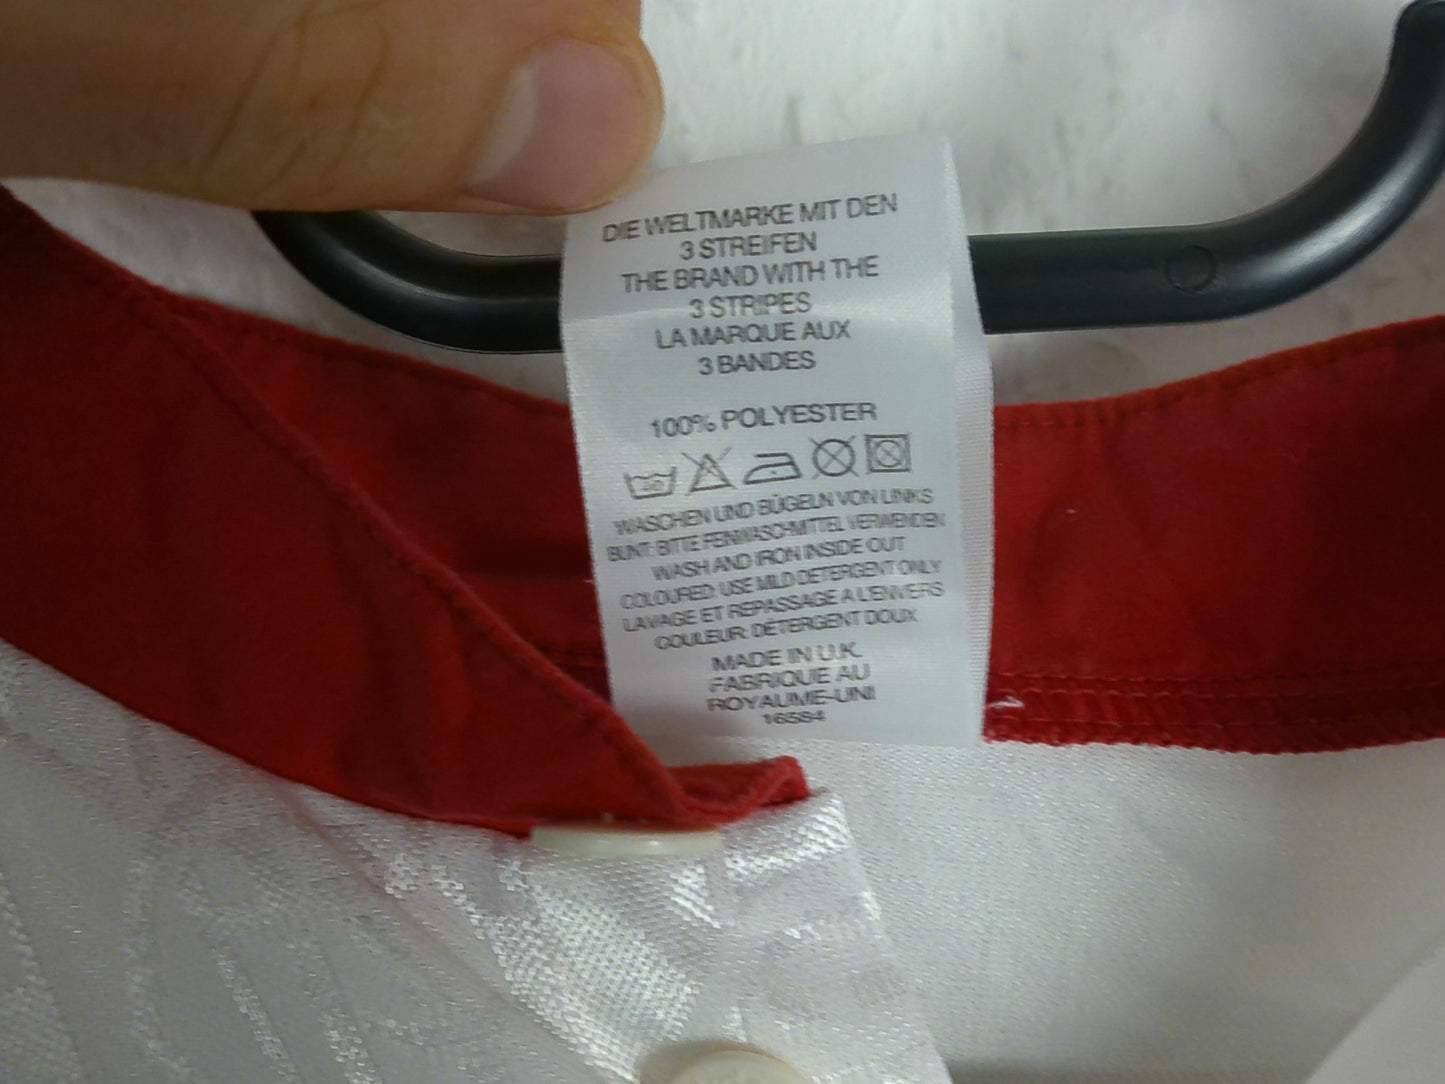 DIE WELTMARKE MIT DEN
3 STREIFEN
THE BRAND WITH THE
3 STRIPES
LA MARQUE AUX
3 BANDES
100% POLYESTER
WASCHEN UND BÜGELN VON LINKS
BUNT: BITTE FEINWASCHMITTEL VERWENDEN
WASH AND IRON INSIDE OUT
COLOURED: USE MILD DETERGENT ONLY
LAVAGE ET REPASSAGE A L'ENVERS
COULEUR: DÉTERGENT DOUX
MADE IN U.K.
FABRIQUE AU
ROYAUME-UNI
16584